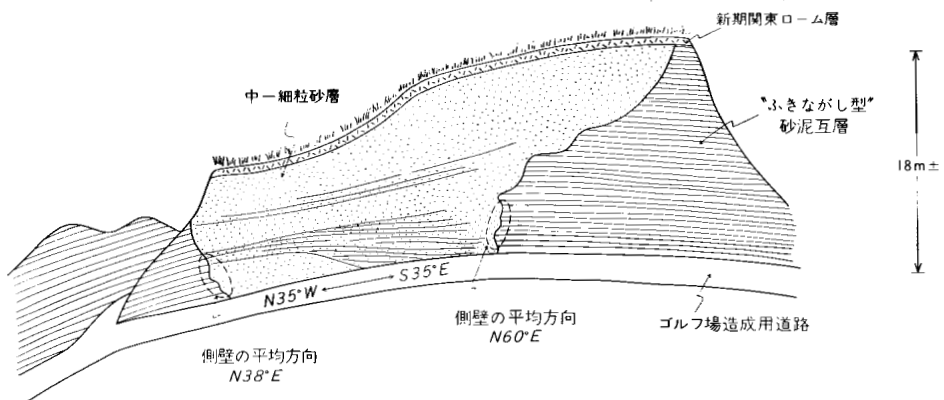 新期関東ローム層
中一細粒砂層
"ふきながし型"
砂泥互層
18m±
N35°W
S35°E
ゴルフ場造成用道路
側壁の平均方向
N60°E
側壁の平均方向
N38°E